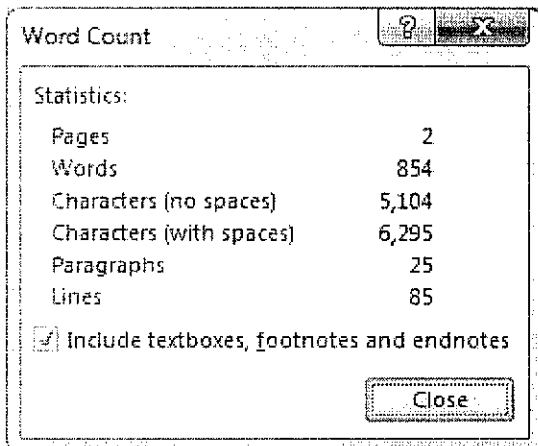 Word Count
?
X
Statistics:
Pages 2
Words 854
Characters (no spaces) 5,104
Characters (with spaces) 6,295
Paragraphs 25
Lines 85
Include textboxes, footnotes and endnotes
Close